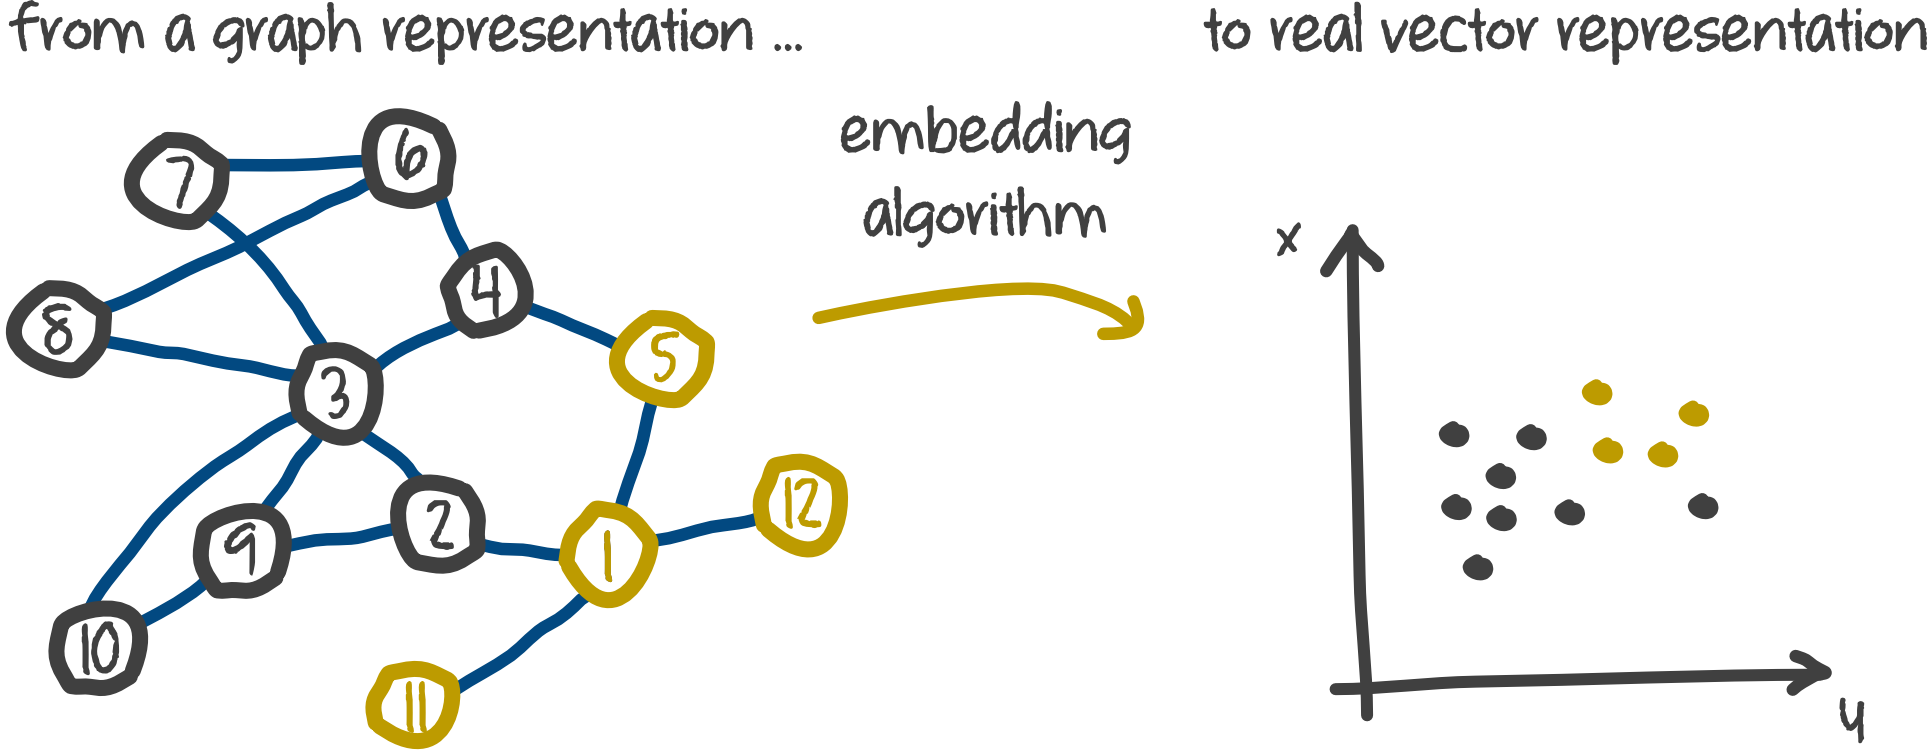 from a graph representation ...
to real vector representation
embedding
algorithm
7
6
4
8
5
3
12
9
2
1
10
11
x
y